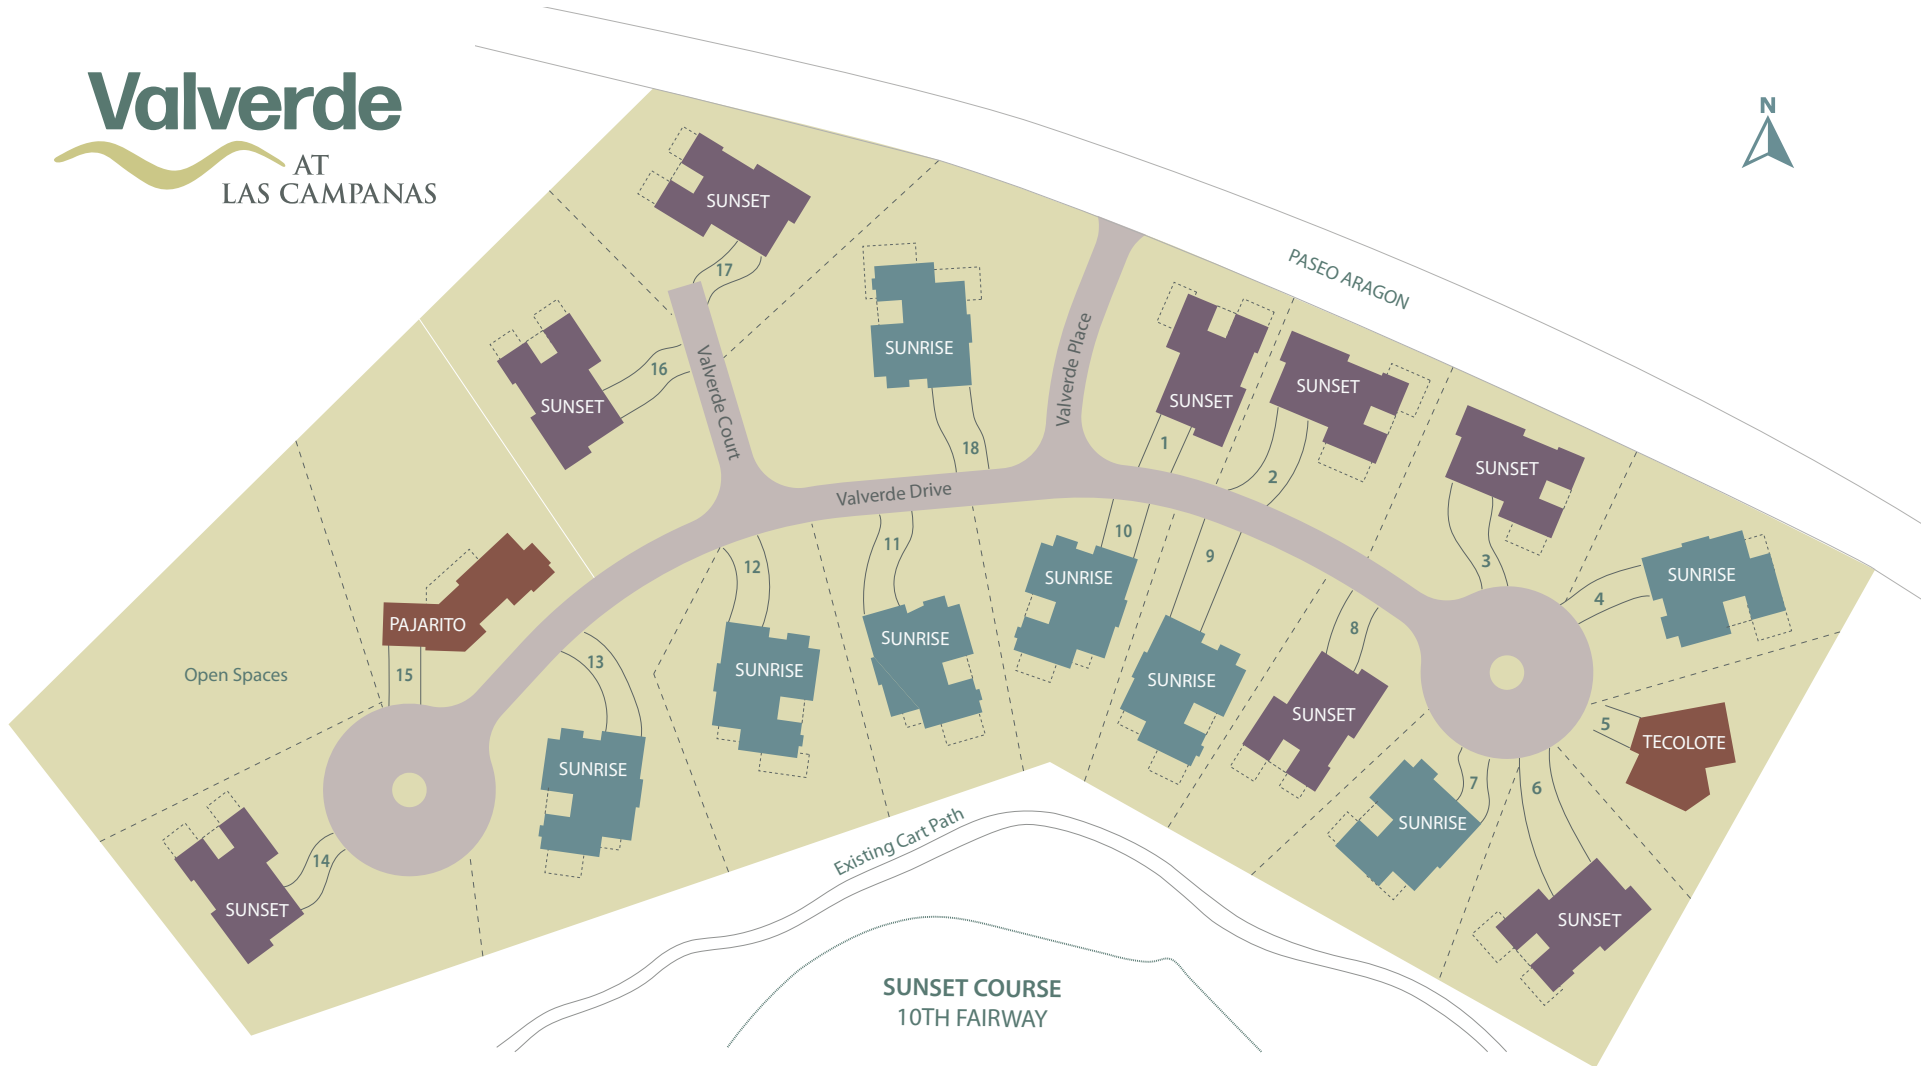 Valverde
AT
LAS CAMPANAS
N
PASEO ARAGON
SUNSET
17
SUNSET
16
Valverde Court
SUNRISE
18
Valverde Place
SUNSET
1
SUNSET
2
SUNSET
3
SUNRISE
4
Valverde Drive
10
SUNRISE
9
SUNRISE
8
SUNSET
11
SUNRISE
12
SUNRISE
13
SUNRISE
PAJARITO
15
Open Spaces
14
SUNSET
5
TECOLOTE
7
SUNRISE
6
SUNSET
Existing Cart Path
SUNSET COURSE
10TH FAIRWAY